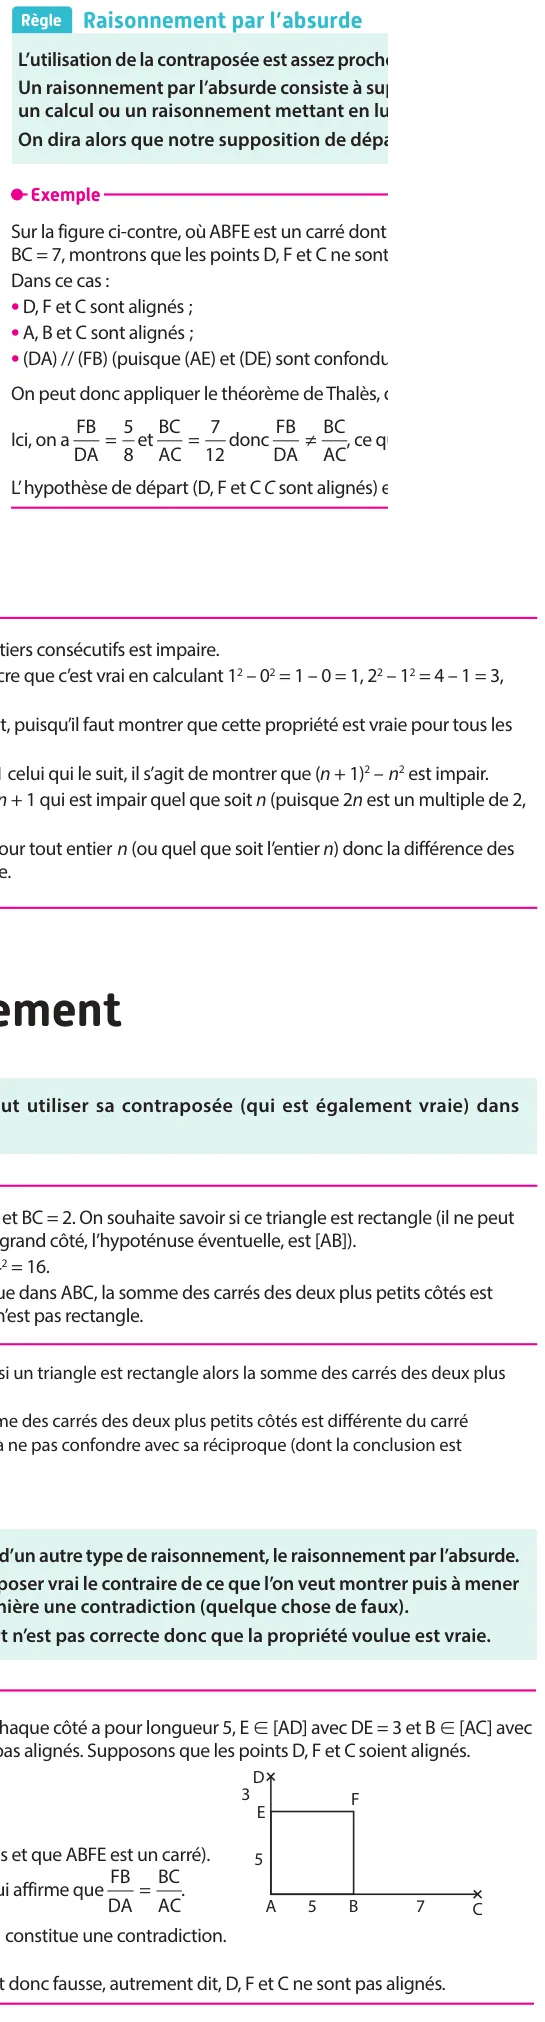 Règle Raisonnement par l’absurde
L’utilisation de la contraposée est assez proche
Un raisonnement par l’absurde consiste à sup
un calcul ou un raisonnement mettant en lu
On dira alors que notre supposition de dépa
Exemple
Sur la figure ci-contre, où ABFE est un carré dont
BC = 7, montrons que les points D, F et C ne sont
Dans ce cas :
• D, F et C sont alignés ;
• A, B et C sont alignés ;
• (DA) // (FB) (puisque (AE) et (DE) sont confondu
On peut donc appliquer le théorème de Thalès, q
Ici, on a FB/DA = 5/8 et BC/AC = 7/12 donc FB/DA ≠ BC/AC, ce qu
L’hypothèse de départ (D, F et C C sont alignés) e
tiers consécutifs est impaire.
cre que c’est vrai en calculant 1² – 0² = 1 – 0 = 1, 2² – 1² = 4 – 1 = 3,
t, puisqu’il faut montrer que cette propriété est vraie pour tous les
1 celui qui le suit, il s’agit de montrer que (n + 1)² – n² est impair.
n + 1 qui est impair quel que soit n (puisque 2n est un multiple de 2,
our tout entier n (ou quel que soit l’entier n) donc la différence des
e.
ement
ut utiliser sa contraposée (qui est également vraie) dans
et BC = 2. On souhaite savoir si ce triangle est rectangle (il ne peut
grand côté, l’hypoténuse éventuelle, est [AB]).
² = 16.
ue dans ABC, la somme des carrés des deux plus petits côtés est
n’est pas rectangle.
si un triangle est rectangle alors la somme des carrés des deux plus
me des carrés des deux plus petits côtés est différente du carré
à ne pas confondre avec sa réciproque (dont la conclusion est
d’un autre type de raisonnement, le raisonnement par l’absurde.
poser vrai le contraire de ce que l’on veut montrer puis à mener
mière une contradiction (quelque chose de faux).
t n’est pas correcte donc que la propriété voulue est vraie.
haque côté a pour longueur 5, E ∈ [AD] avec DE = 3 et B ∈ [AC] avec
pas alignés. Supposons que les points D, F et C soient alignés.
D
3
E
F
s et que ABFE est un carré).
5
ui affirme que FB/DA = BC/AC.
A 5 B 7 C
constitue une contradiction.
t donc fausse, autrement dit, D, F et C ne sont pas alignés.